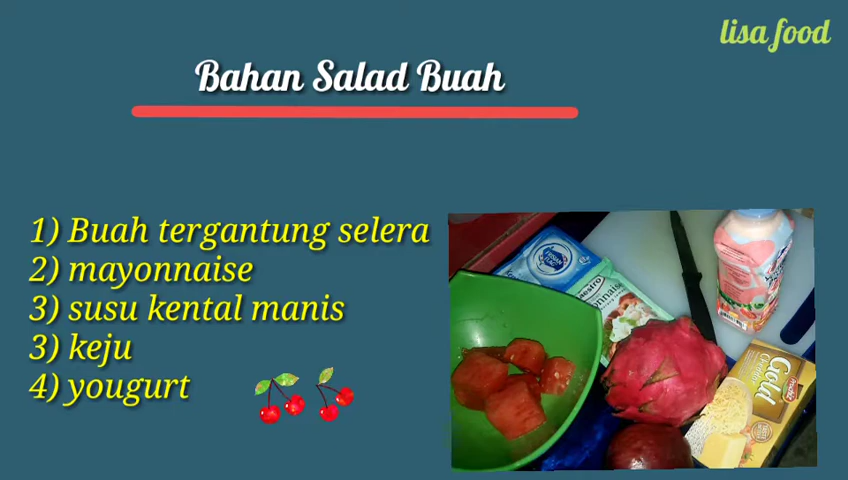 lisa food
Bahan Salad Buah
1) Buah tergantung selera
2) mayonnaise
3) susu kental manis
3) keju
4) yougurt
Gold